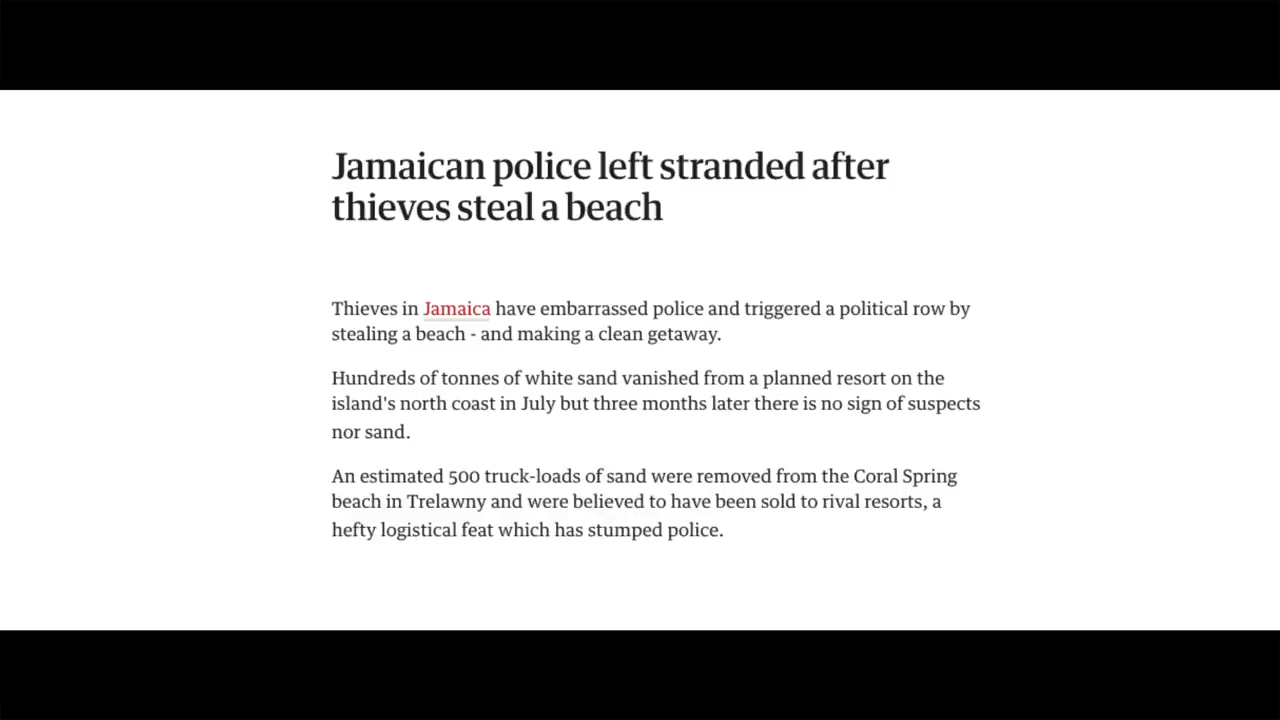 Jamaican police left stranded after
thieves steal a beach
Thieves in Jamaica have embarrassed police and triggered a political row by
stealing a beach - and making a clean getaway.
Hundreds of tonnes of white sand vanished from a planned resort on the
island's north coast in July but three months later there is no sign of suspects
nor sand.
An estimated 500 truck-loads of sand were removed from the Coral Spring
beach in Trelawny and were believed to have been sold to rival resorts, a
hefty logistical feat which has stumped police.